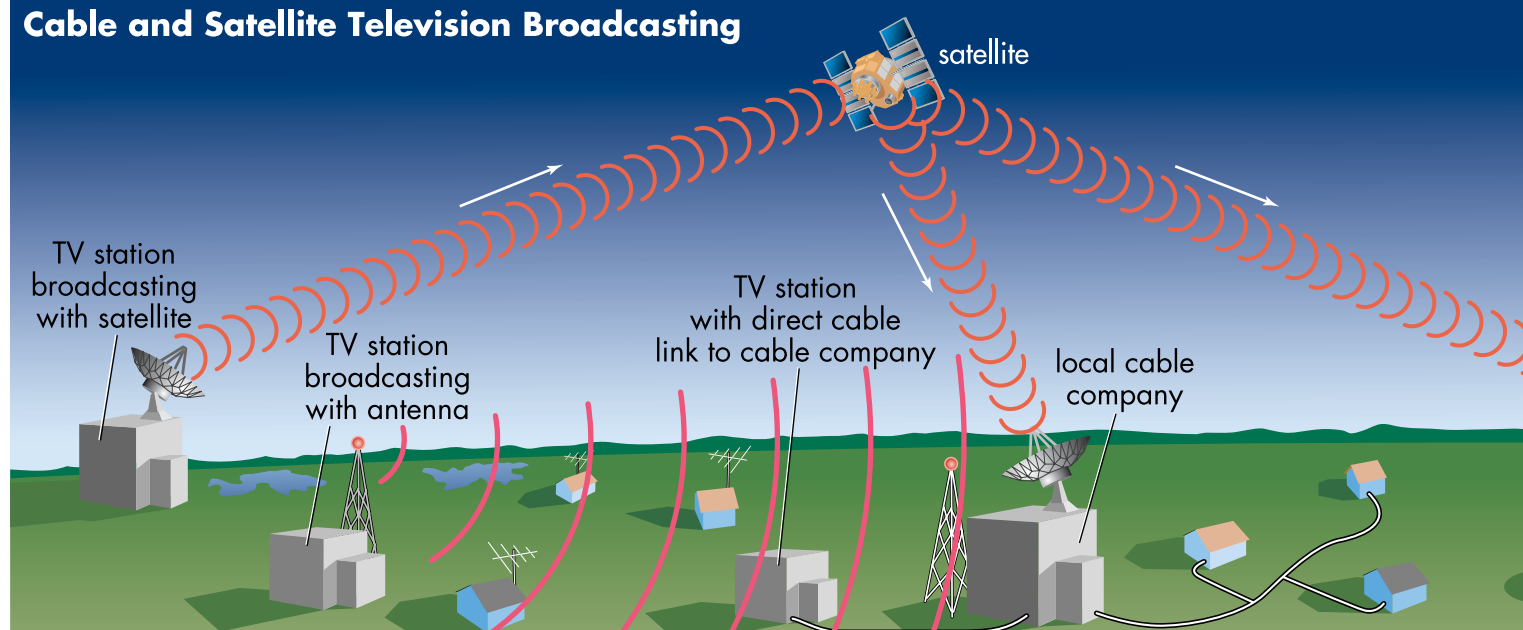 Cable and Satellite Television Broadcasting
satellite
TV station
broadcasting
with satellite
TV station
broadcasting
with antenna
TV station
with direct cable
link to cable company
local cable
company